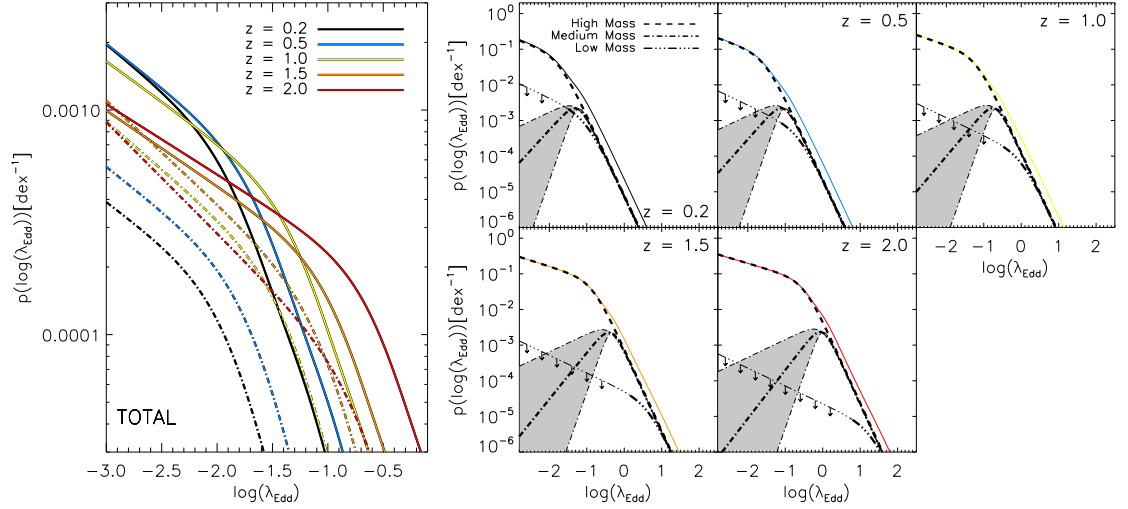 z = 0.2
z = 0.5
z = 1.0
z = 1.5
z = 2.0
0.0010
0.0001
p(log(λEdd))[dex⁻¹]
TOTAL
−3.0 −2.5 −2.0 −1.5 −1.0 −0.5
log(λEdd)
High Mass
Medium Mass
Low Mass
z = 0.2
z = 0.5
z = 1.0
10⁰
10⁻¹
10⁻²
10⁻³
10⁻⁴
10⁻⁵
10⁻⁶
p(log(λEdd))[dex⁻¹]
−2 −1 0 1 2
log(λEdd)
z = 1.5
z = 2.0
10⁰
10⁻¹
10⁻²
10⁻³
10⁻⁴
10⁻⁵
10⁻⁶
p(log(λEdd))[dex⁻¹]
−2 −1 0 1 2
−2 −1 0 1 2
log(λEdd)
log(λEdd)